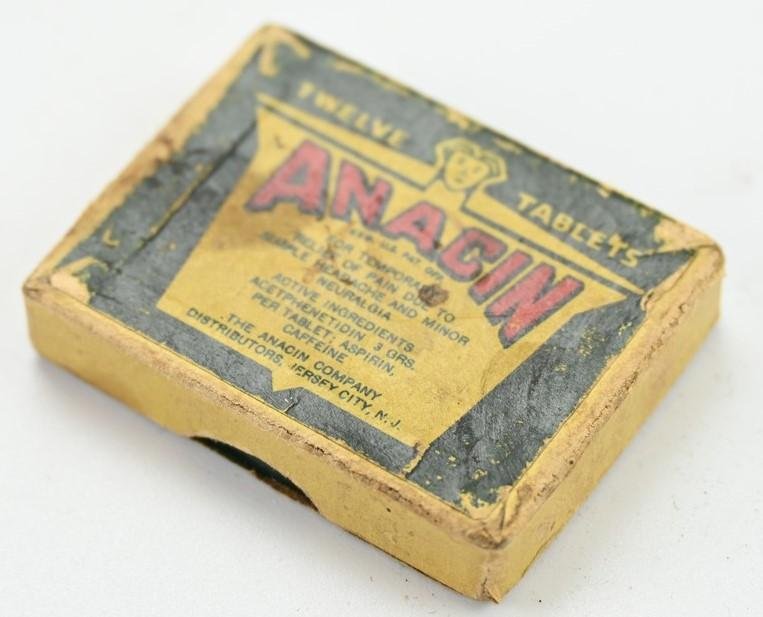 TWELVE TABLETS
ANACIN
REG. U.S. PAT. OFF.
FOR TEMPORARY
RELIEF OF PAIN DUE TO
SIMPLE HEADACHE AND MINOR
NEURALGIA
ACTIVE INGREDIENTS
ACETPHENETIDIN 3 GRS.
PER TABLET, ASPIRIN,
CAFFEINE
THE ANACIN COMPANY
DISTRIBUTORS JERSEY CITY, N.J.